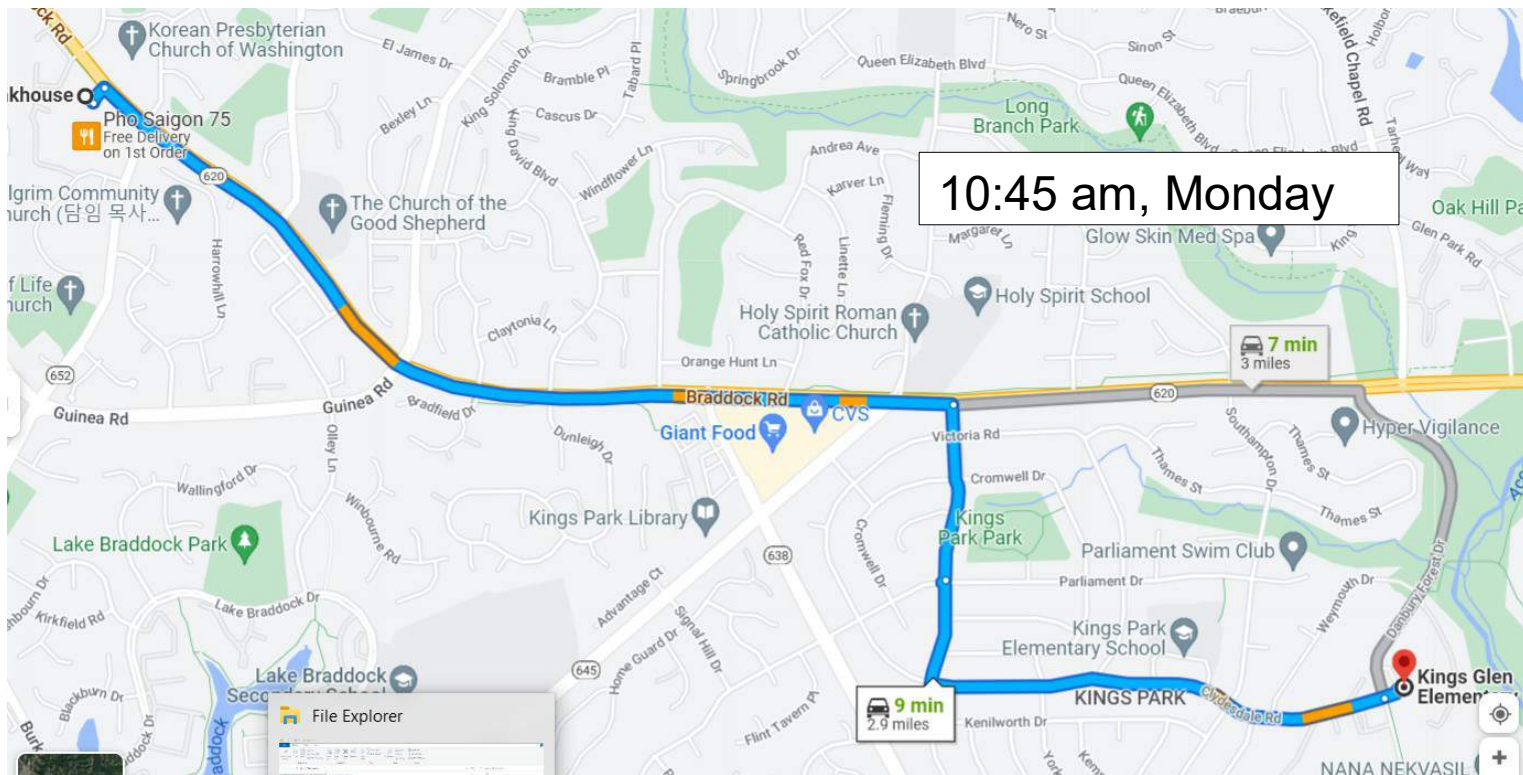 ck Rd
Korean Presbyterian
Church of Washington
El James Dr
King Solomon Dr
Bramble Pl
Tabard Pl
Springbrook Dr
Queen Elizabeth Blvd
Nero St
Sinon St
Queen Elizabeth Blvd
kefield Chapel Rd
khouse
Pho Saigon 75
Free Delivery
on 1st Order
Bexley Ln
Cascus Dr
King David Blvd
Windflower Ln
Long
Branch Park
Andrea Ave
10:45 am, Monday
620
lgrim Community
hurch (담임 목사...
The Church of the
Good Shepherd
Karver Ln
Fleming Dr
Margaret Ln
Glow Skin Med Spa
King
Oak Hill Pa
Glen Park Rd
Harrowhill Ln
Red Fox Dr
Linette Ln
f Life
hurch
Holy Spirit School
Claytonia Ln
Holy Spirit Roman
Catholic Church
7 min
3 miles
Orange Hunt Ln
652
Guinea Rd
Guinea Rd
Bradfield Dr
Braddock Rd
620
CVS
Giant Food
Victoria Rd
Hyper Vigilance
Southampton Dr
Thames St
Thames St
Thames St
Olley Ln
Dunleigh Dr
Wallingford Dr
Winbourne Rd
Cromwell Dr
Kings Park Library
Kings
Park Park
Lake Braddock Park
638
Cromwell Dr
Parliament Swim Club
Parliament Dr
Weymouth Dr
Danbury Forest Dr
Lake Braddock Dr
Kirkfield Rd
Advantage Ct
Signal Hill Dr
Home Guard Dr
Kings Park
Elementary School
645
Lake Braddock
Secondary School
Kings Glen
Elementary
Blackburn Dr
9 min
2.9 miles
KINGS PARK
Clydesdale Rd
Kenilworth Dr
File Explorer
Flint Tavern Pl
NANA NEKVASIL